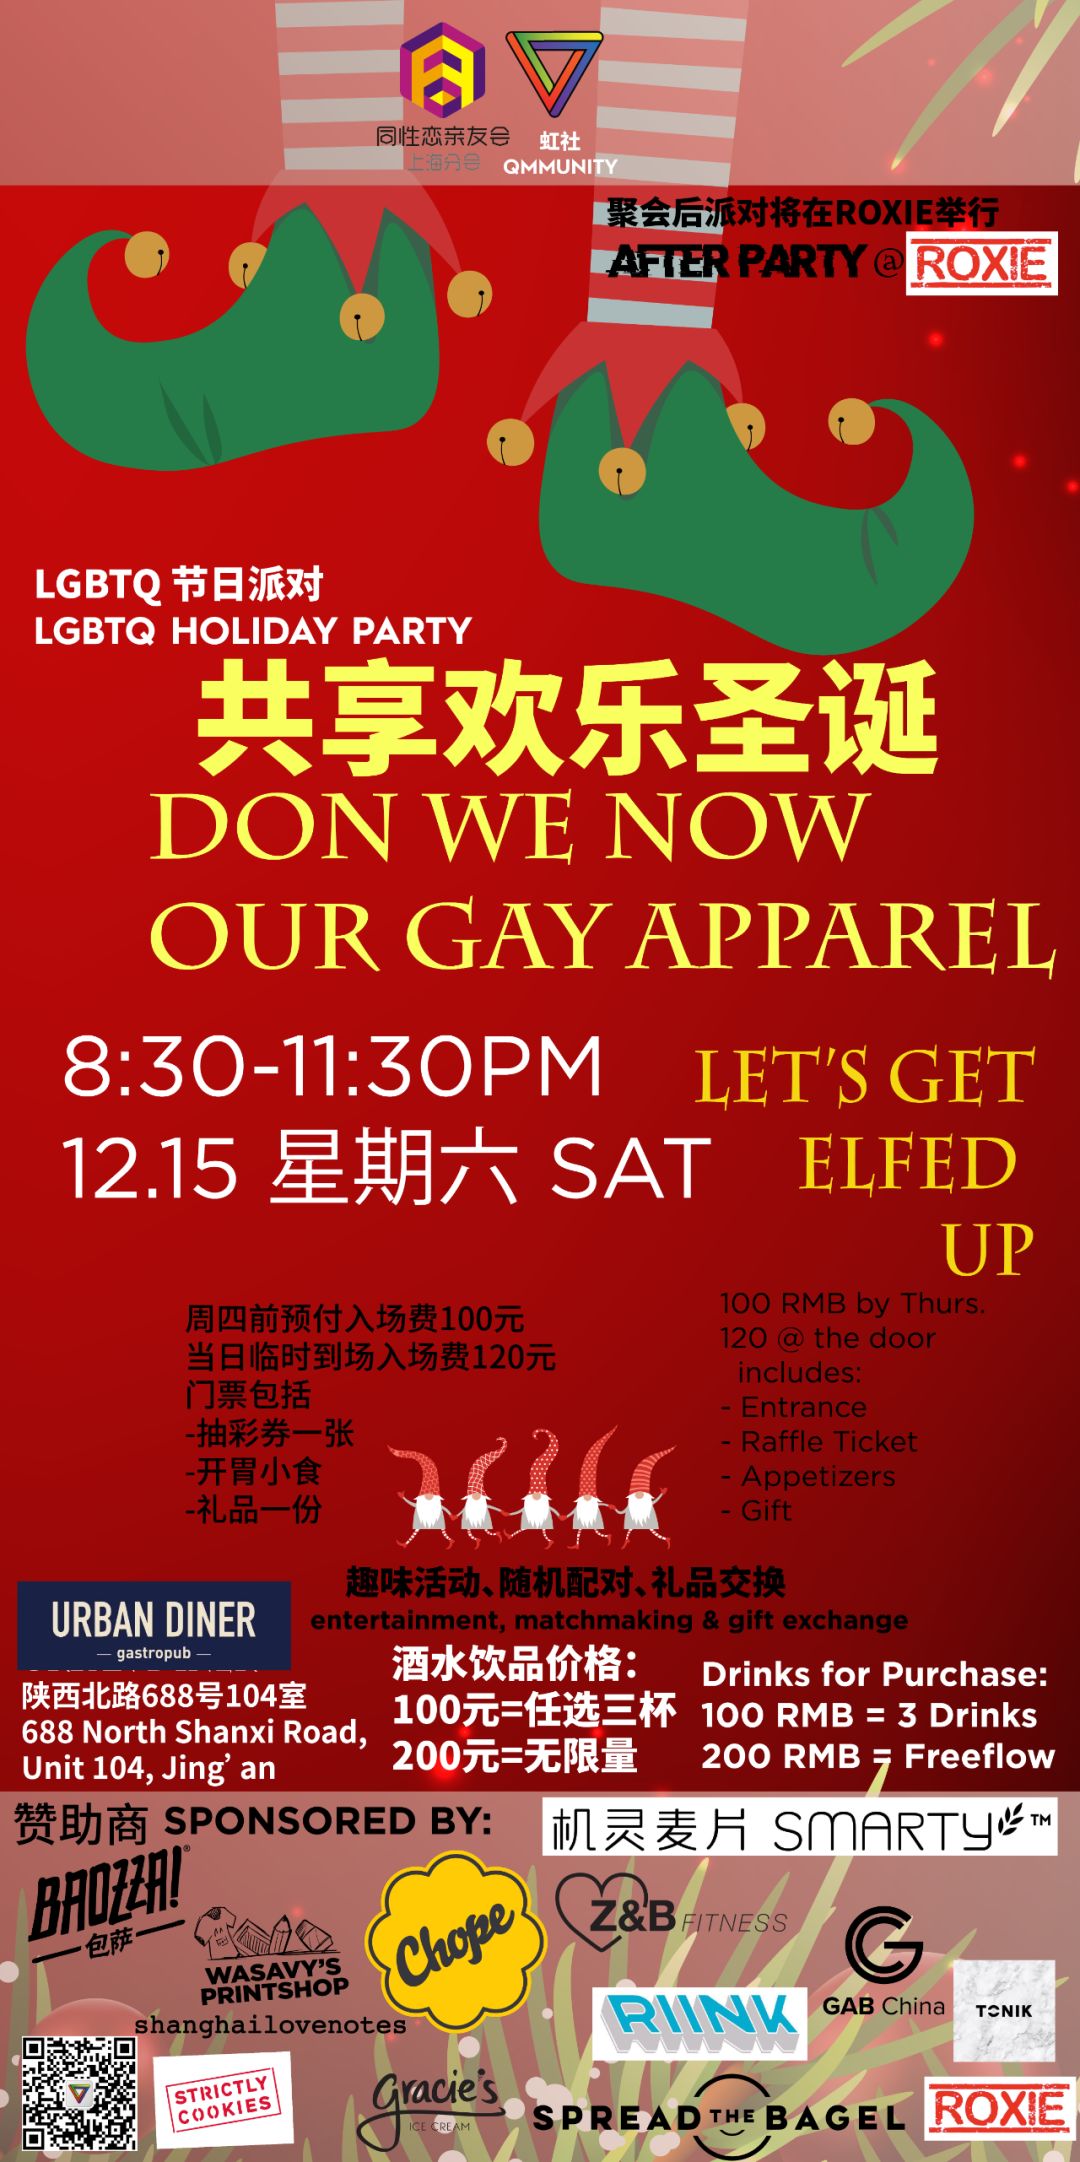 同性恋亲友会
上海分会
虹社
QMMUNITY
聚会后派对将在ROXIE举行
AFTER PARTY @ ROXIE
LGBTQ 节日派对
LGBTQ HOLIDAY PARTY
共享欢乐圣诞
DON WE NOW
OUR GAY APPAREL
8:30-11:30PM
12.15 星期六 SAT
LET'S GET
ELFED
UP
周四前预付入场费100元
当日临时到场入场费120元
门票包括
-抽彩券一张
-开胃小食
-礼品一份
100 RMB by Thurs.
120 @ the door
includes:
- Entrance
- Raffle Ticket
- Appetizers
- Gift
趣味活动、随机配对、礼品交换
entertainment, matchmaking & gift exchange
URBAN DINER
— gastropub —
陕西北路688号104室
688 North Shanxi Road,
Unit 104, Jing' an
酒水饮品价格：
100元=任选三杯
200元=无限量
Drinks for Purchase:
100 RMB = 3 Drinks
200 RMB = Freeflow
赞助商 SPONSORED BY:
机灵麦片 SMARTY™
BAOZZA!®
包萨
WASAVY'S
PRINTSHOP
Chope
Z&B FITNESS
GAB China
RIINK
TONIK
shanghailovenotes
STRICTLY
COOKIES
Gracie's
ICE CREAM
SPREAD THE BAGEL
ROXIE